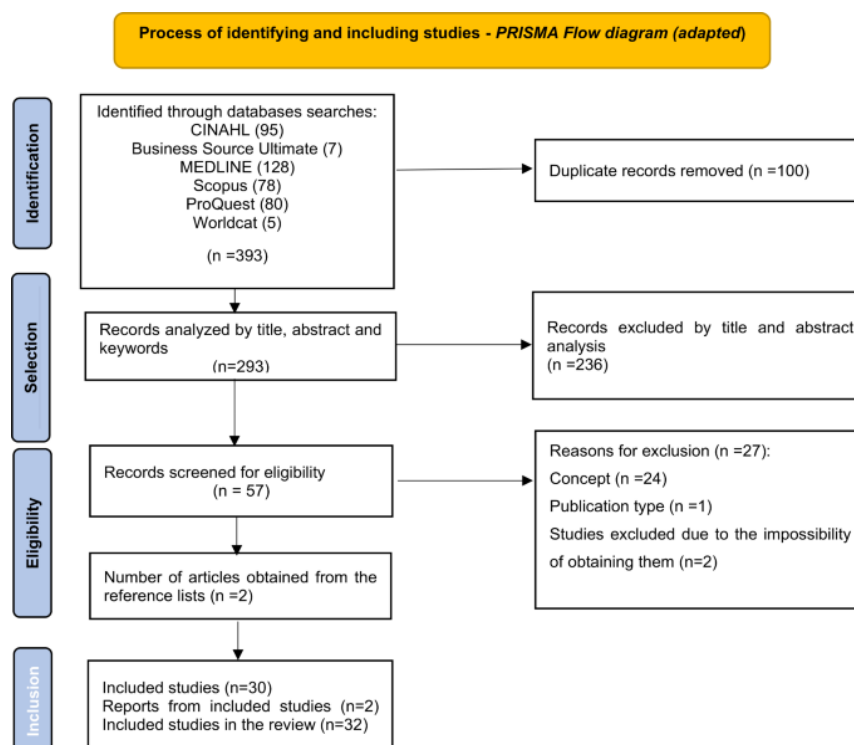 Process of identifying and including studies - PRISMA Flow diagram (adapted)
Identification
Identified through databases searches:
CINAHL (95)
Business Source Ultimate (7)
MEDLINE (128)
Scopus (78)
ProQuest (80)
Worldcat (5)
(n =393)
Duplicate records removed (n =100)
Selection
Records analyzed by title, abstract and
keywords
(n=293)
Records excluded by title and abstract
analysis
(n =236)
Eligibility
Records screened for eligibility
(n = 57)
Reasons for exclusion (n =27):
Concept (n =24)
Publication type (n =1)
Studies excluded due to the impossibility
of obtaining them (n=2)
Number of articles obtained from the
reference lists (n =2)
Inclusion
Included studies (n=30)
Reports from included studies (n=2)
Included studies in the review (n=32)